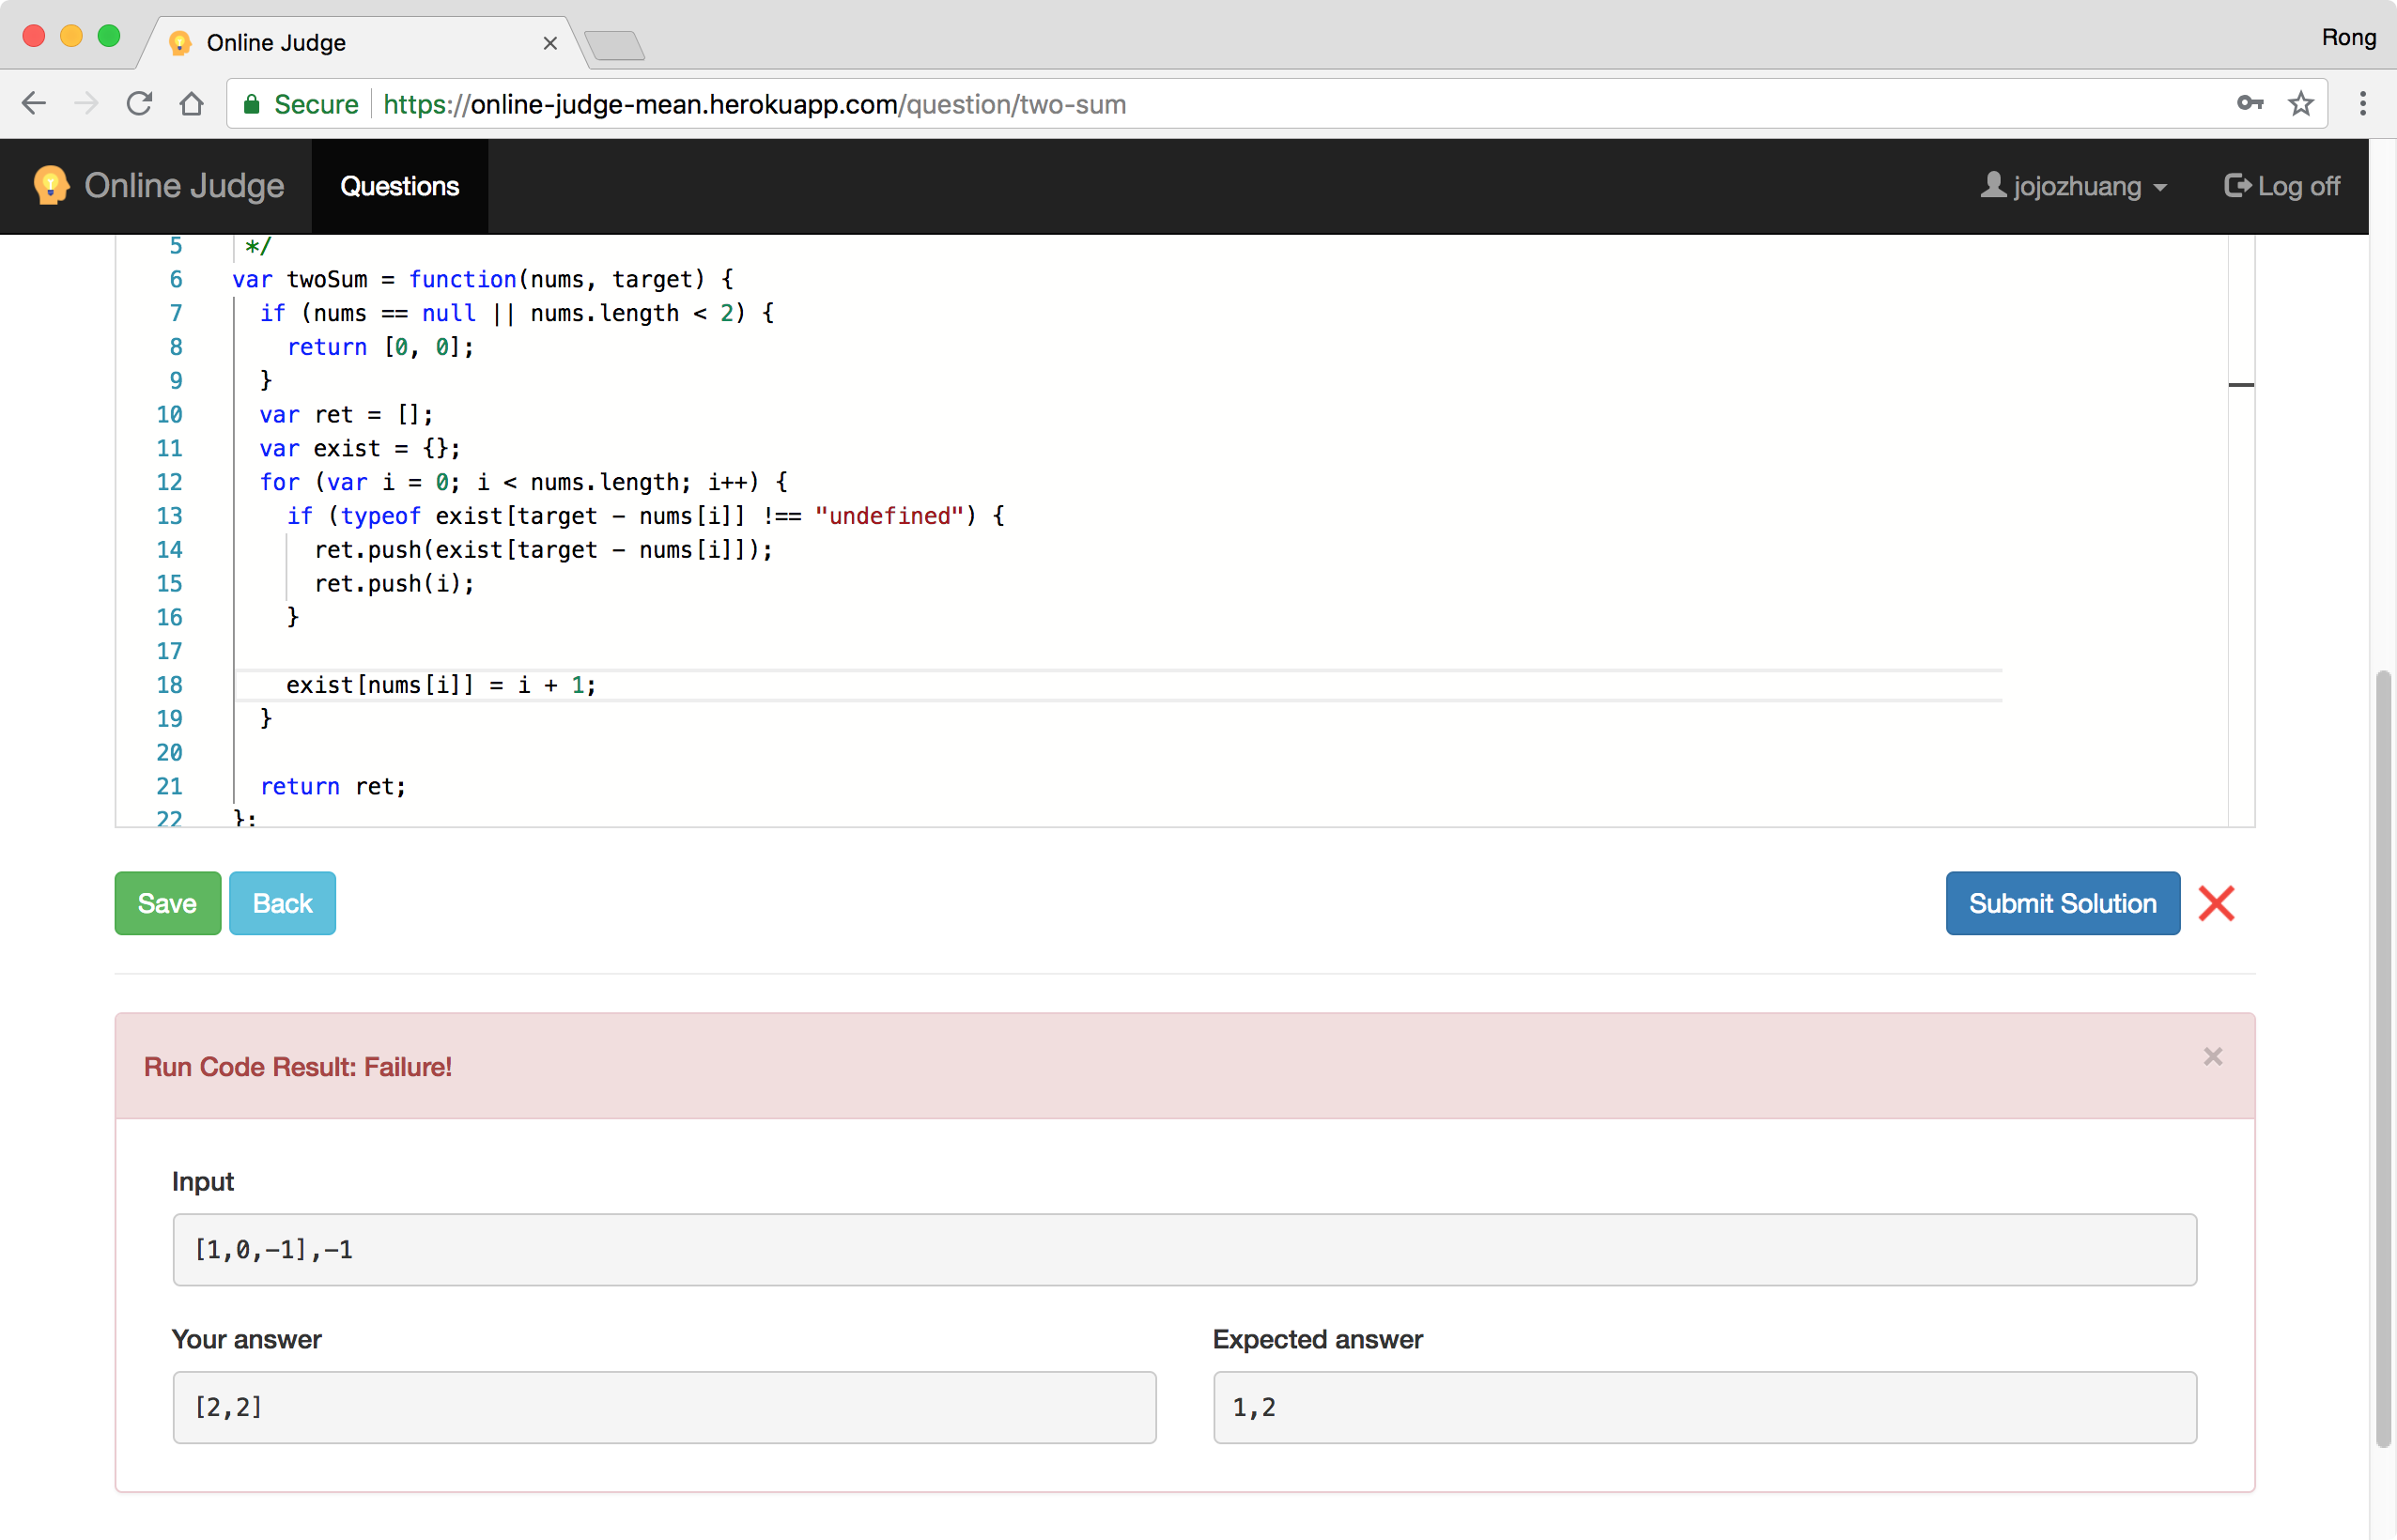 Online Judge
Rong
Secure https://online-judge-mean.herokuapp.com/question/two-sum
Online Judge Questions jojozhuang Log off
5 */
6 var twoSum = function(nums, target) {
7 if (nums == null || nums.length < 2) {
8 return [0, 0];
9 }
10 var ret = [];
11 var exist = {};
12 for (var i = 0; i < nums.length; i++) {
13 if (typeof exist[target - nums[i]] !== "undefined") {
14 ret.push(exist[target - nums[i]]);
15 ret.push(i);
16 }
17
18 exist[nums[i]] = i + 1;
19 }
20
21 return ret;
22 };
Save Back Submit Solution
Run Code Result: Failure!
Input
[1,0,-1],-1
Your answer Expected answer
[2,2] 1,2